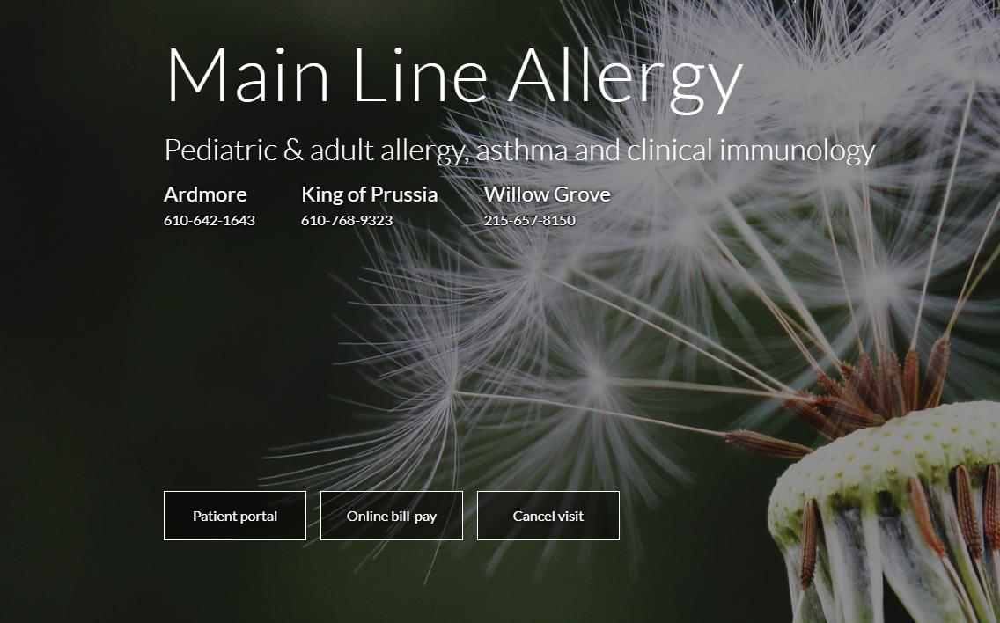 Main Line Allergy
Pediatric & adult allergy, asthma and clinical immunology
Ardmore King of Prussia Willow Grove
610-642-1643 610-768-9323 215-657-8150
Patient portal Online bill-pay Cancel visit